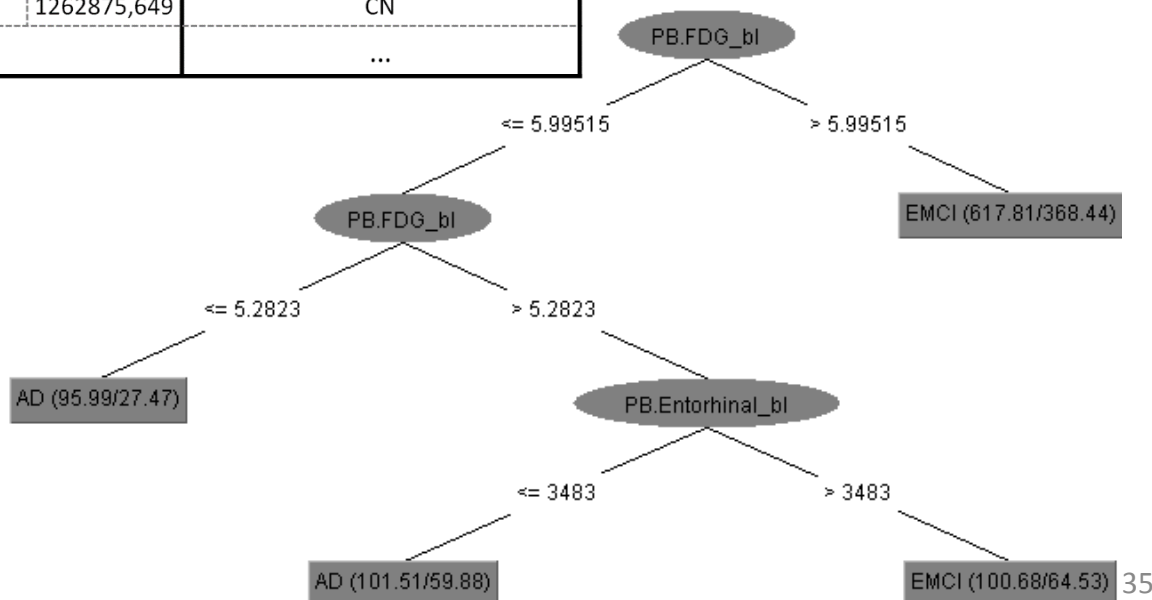 1262875,649 CN
...
PB.FDG_bl
<= 5.99515 > 5.99515
PB.FDG_bl EMCI (617.81/368.44)
<= 5.2823 > 5.2823
AD (95.99/27.47) PB.Entorhinal_bl
<= 3483 > 3483
AD (101.51/59.88) EMCI (100.68/64.53) 35